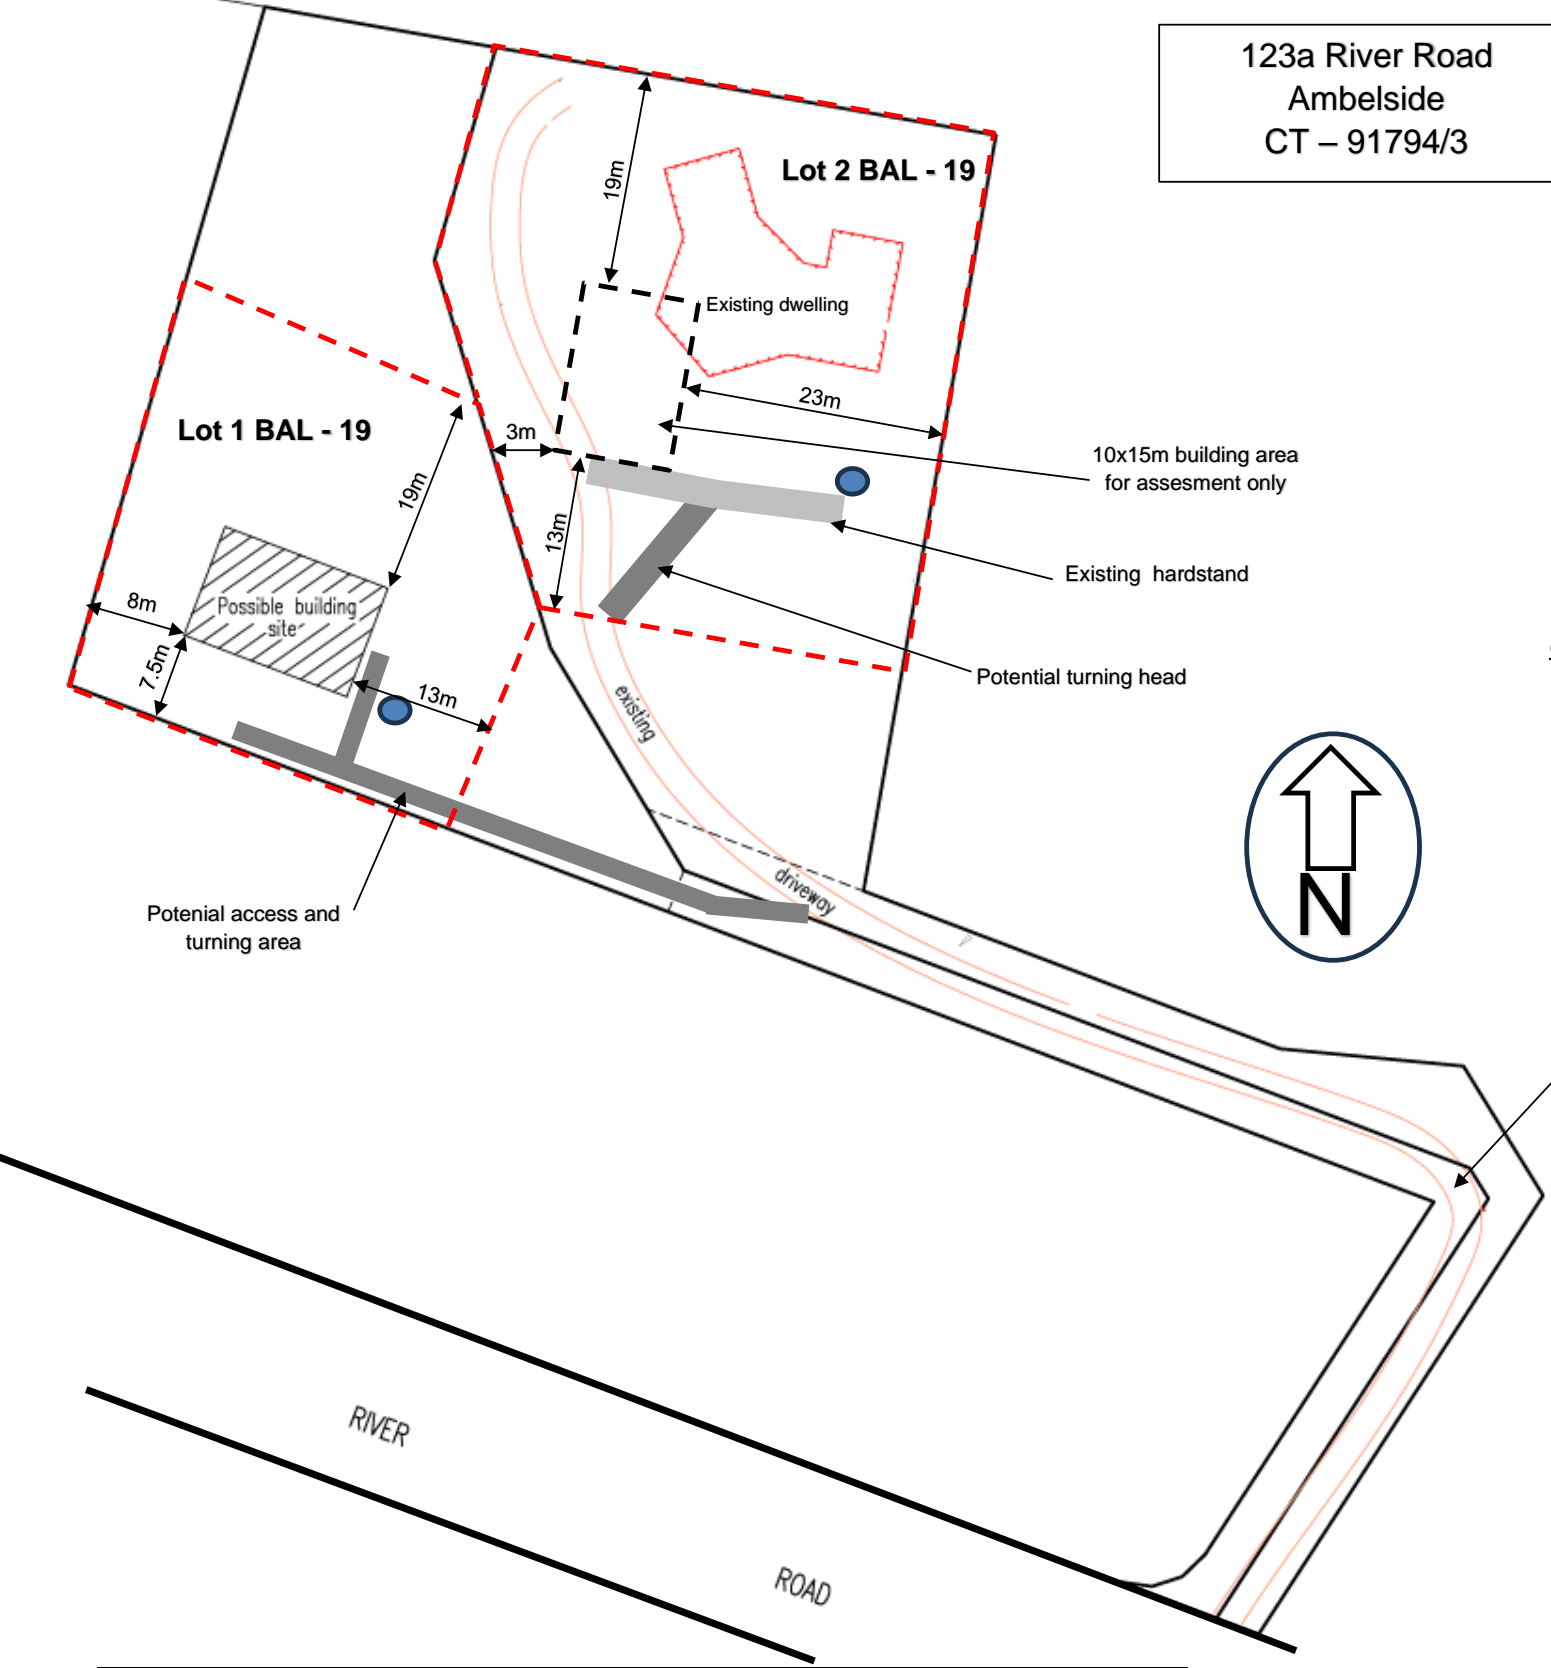 123a River Road
Ambelside
CT – 91794/3
Lot 2 BAL - 19
19m
Existing dwelling
23m
Lot 1 BAL - 19
3m
10x15m building area
for assesment only
19m
13m
Existing  hardstand
8m
Possible building
site
7.5m
Potential turning head
13m
existing
driveway
Potenial access and
turning area
N
RIVER
ROAD